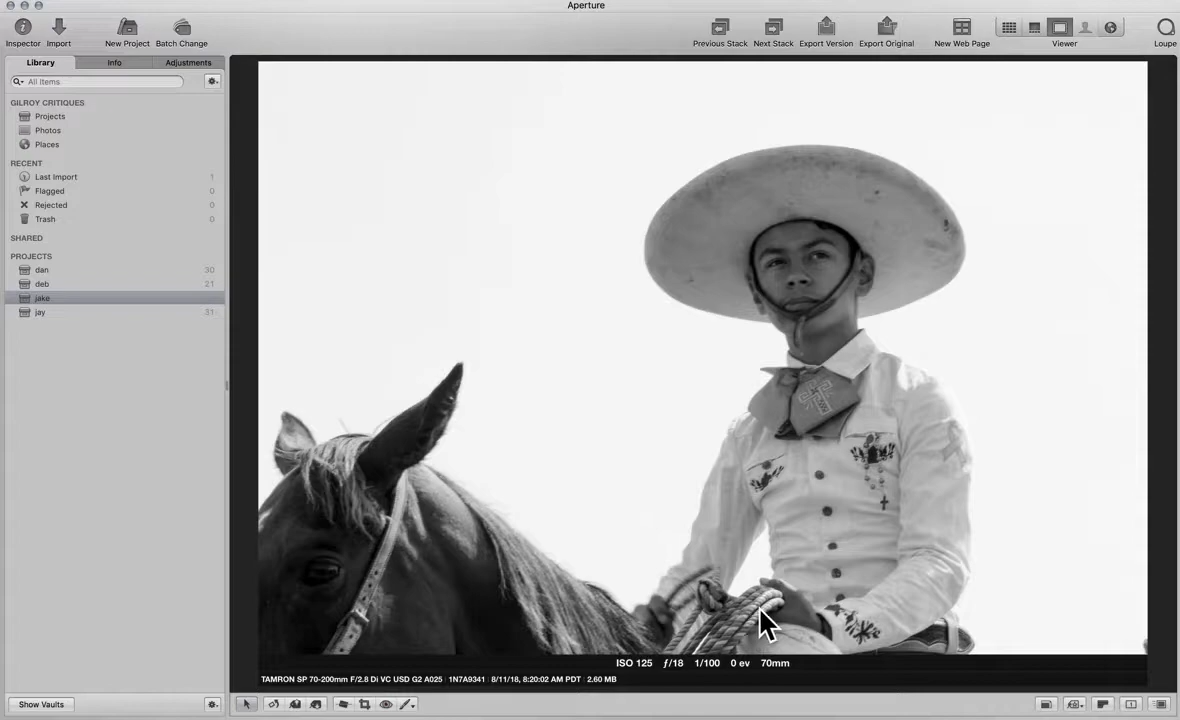 Aperture
Inspector Import New Project Batch Change Previous Stack Next Stack Export Version Export Original New Web Page Viewer Loupe
Library Info Adjustments
All Items
GILROY CRITIQUES
Projects
Photos
Places
RECENT
Last Import 1
Flagged 0
Rejected 0
Trash 0
SHARED
PROJECTS
dan 30
deb 21
jake
jay 31
ISO 125 ƒ/18 1/100 0 ev 70mm
TAMRON SP 70-200mm F/2.8 Di VC USD G2 A025 1N7A9341 8/11/18, 8:20:02 AM PDT 2.60 MB
Show Vaults